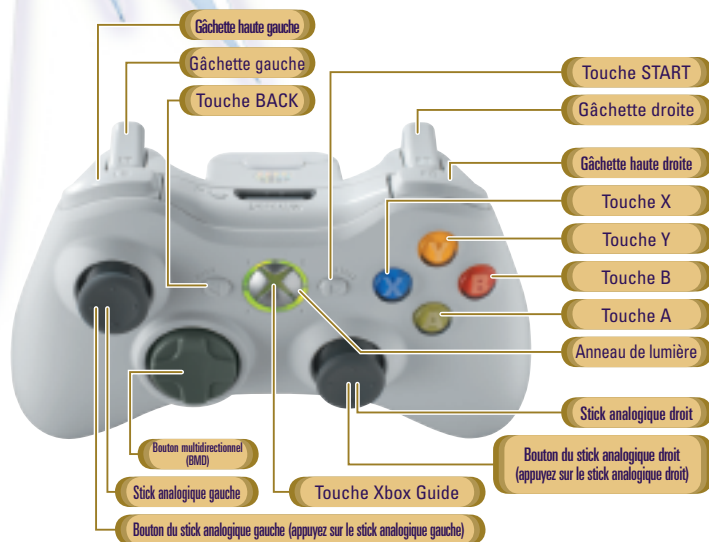 Gâchette haute gauche
Gâchette gauche
Touche BACK
Touche START
Gâchette droite
Gâchette haute droite
Touche X
Touche Y
Touche B
Touche A
Anneau de lumière
Stick analogique droit
Bouton du stick analogique droit
(appuyez sur le stick analogique droit)
Bouton multidirectionnel
(BMD)
Stick analogique gauche
Touche Xbox Guide
Bouton du stick analogique gauche (appuyez sur le stick analogique gauche)
Y
X
B